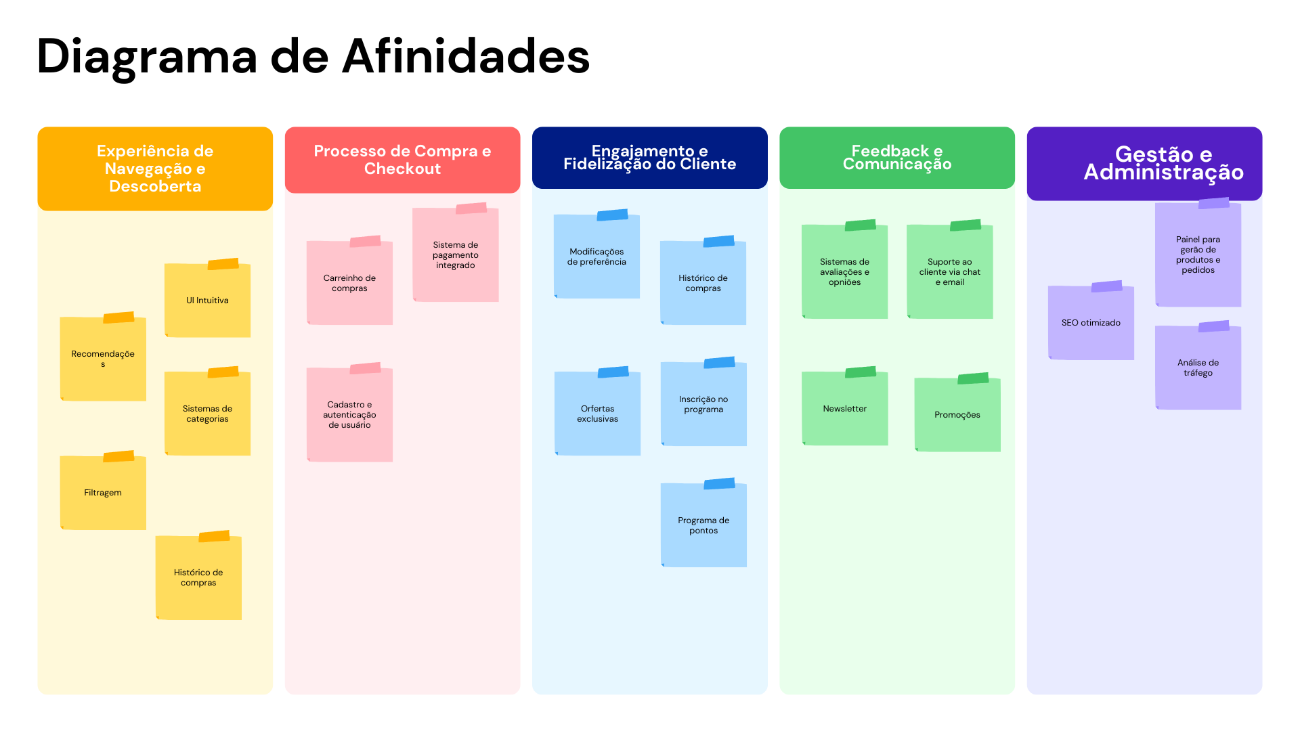 Diagrama de Afinidades
Experiência de
Navegação e
Descoberta
UI Intuitiva
Recomendaçõe
s
Sistemas de
categorias
Filtragem
Histórico de
compras
Processo de Compra e
Checkout
Sistema de
pagamento
integrado
Carreinho de
compras
Cadastro e
autenticação
de usuário
Engajamento e
Fidelização do Cliente
Modificações
de preferência
Histórico de
compras
Orfertas
exclusivas
Inscrição no
programa
Programa de
pontos
Feedback e
Comunicação
Sistemas de
avaliações e
opniões
Suporte ao
cliente via chat
e email
Newsletter
Promoções
Gestão e
Administração
Painel para
gerão de
produtos e
pedidos
SEO otimizado
Análise de
tráfego